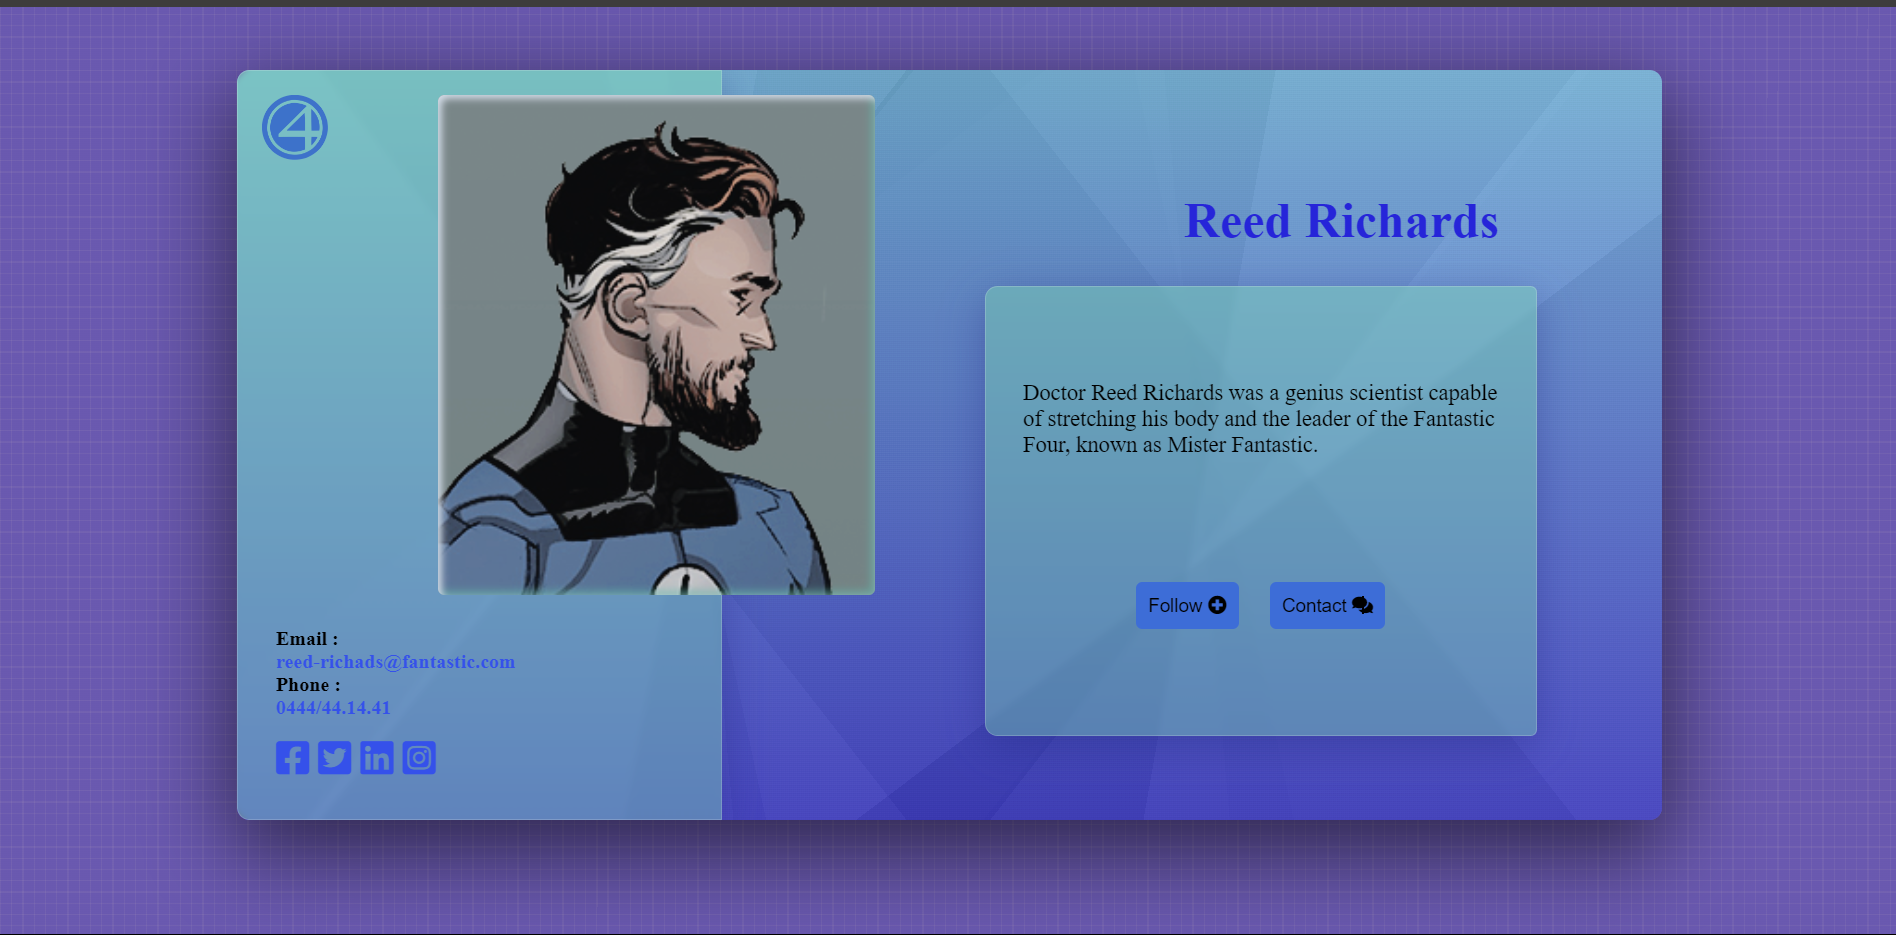 4
Reed Richards
Doctor Reed Richards was a genius scientist capable
of stretching his body and the leader of the Fantastic
Four, known as Mister Fantastic.
Follow
Contact
Email :
reed-richads@fantastic.com
Phone :
0444/44.14.41